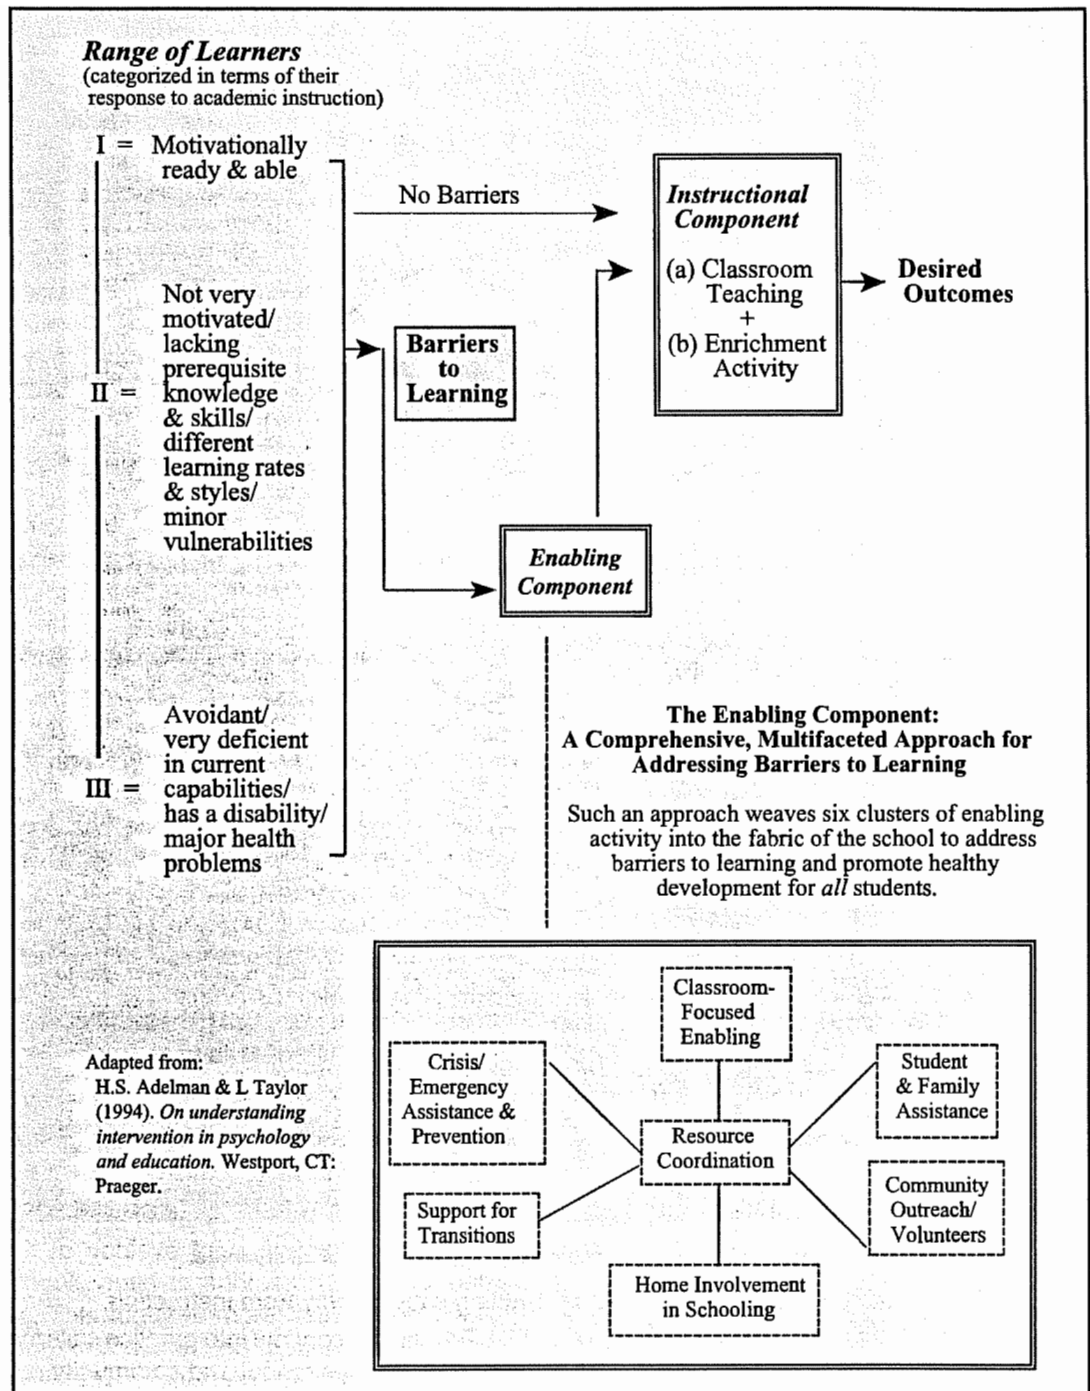 Range of Learners
(categorized in terms of their
response to academic instruction)
I = Motivationally
ready & able
No Barriers
Instructional
Component
(a) Classroom
Teaching
+
(b) Enrichment
Activity
Desired
Outcomes
Not very
motivated/
lacking
prerequisite
II = knowledge
& skills/
different
learning rates
& styles/
minor
vulnerabilities
Barriers
to
Learning
Enabling
Component
Avoidant/
very deficient
in current
III = capabilities/
has a disability/
major health
problems
The Enabling Component:
A Comprehensive, Multifaceted Approach for
Addressing Barriers to Learning
Such an approach weaves six clusters of enabling
activity into the fabric of the school to address
barriers to learning and promote healthy
development for all students.
Adapted from:
H.S. Adelman & L Taylor
(1994). On understanding
intervention in psychology
and education. Westport, CT:
Praeger.
Classroom-
Focused
Enabling
Crisis/
Emergency
Assistance &
Prevention
Student
& Family
Assistance
Resource
Coordination
Support for
Transitions
Community
Outreach/
Volunteers
Home Involvement
in Schooling